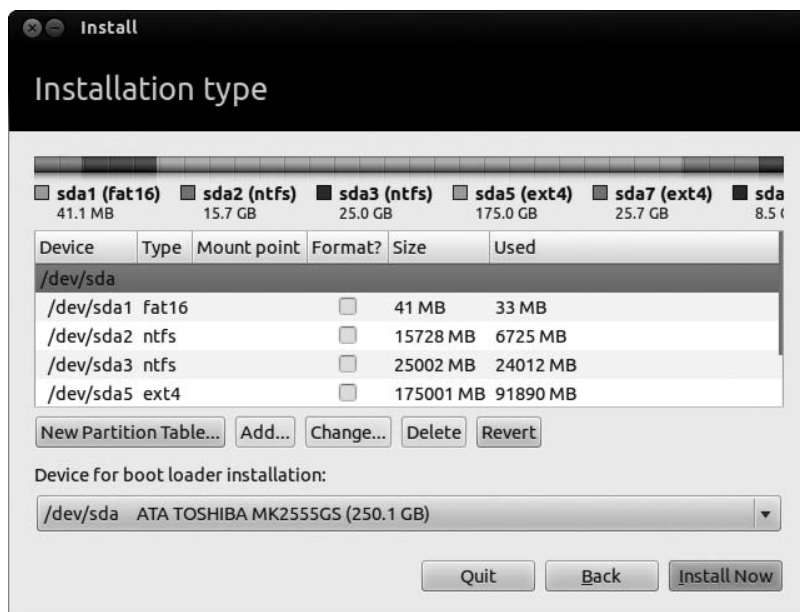 Install
Installation type
sda1 (fat16) sda2 (ntfs) sda3 (ntfs) sda5 (ext4) sda7 (ext4) sda
41.1 MB 15.7 GB 25.0 GB 175.0 GB 25.7 GB 8.5
Device Type Mount point Format? Size Used
/dev/sda
/dev/sda1 fat16 41 MB 33 MB
/dev/sda2 ntfs 15728 MB 6725 MB
/dev/sda3 ntfs 25002 MB 24012 MB
/dev/sda5 ext4 175001 MB 91890 MB
New Partition Table... Add... Change... Delete Revert
Device for boot loader installation:
/dev/sda ATA TOSHIBA MK2555GS (250.1 GB)
Quit Back Install Now